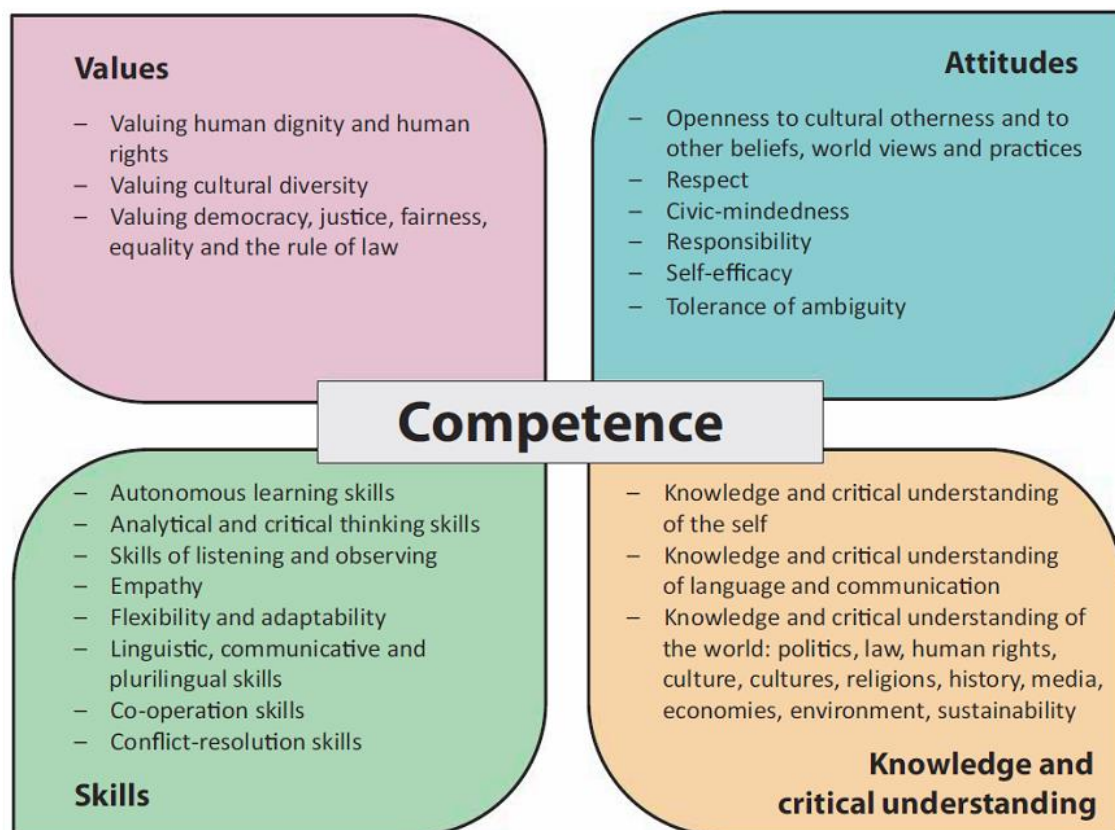 Values
– Valuing human dignity and human
rights
– Valuing cultural diversity
– Valuing democracy, justice, fairness,
equality and the rule of law
Attitudes
– Openness to cultural otherness and to
other beliefs, world views and practices
– Respect
– Civic-mindedness
– Responsibility
– Self-efficacy
– Tolerance of ambiguity
Competence
– Autonomous learning skills
– Analytical and critical thinking skills
– Skills of listening and observing
– Empathy
– Flexibility and adaptability
– Linguistic, communicative and
plurilingual skills
– Co-operation skills
– Conflict-resolution skills
Skills
– Knowledge and critical understanding
of the self
– Knowledge and critical understanding
of language and communication
– Knowledge and critical understanding of
the world: politics, law, human rights,
culture, cultures, religions, history, media,
economies, environment, sustainability
Knowledge and
critical understanding